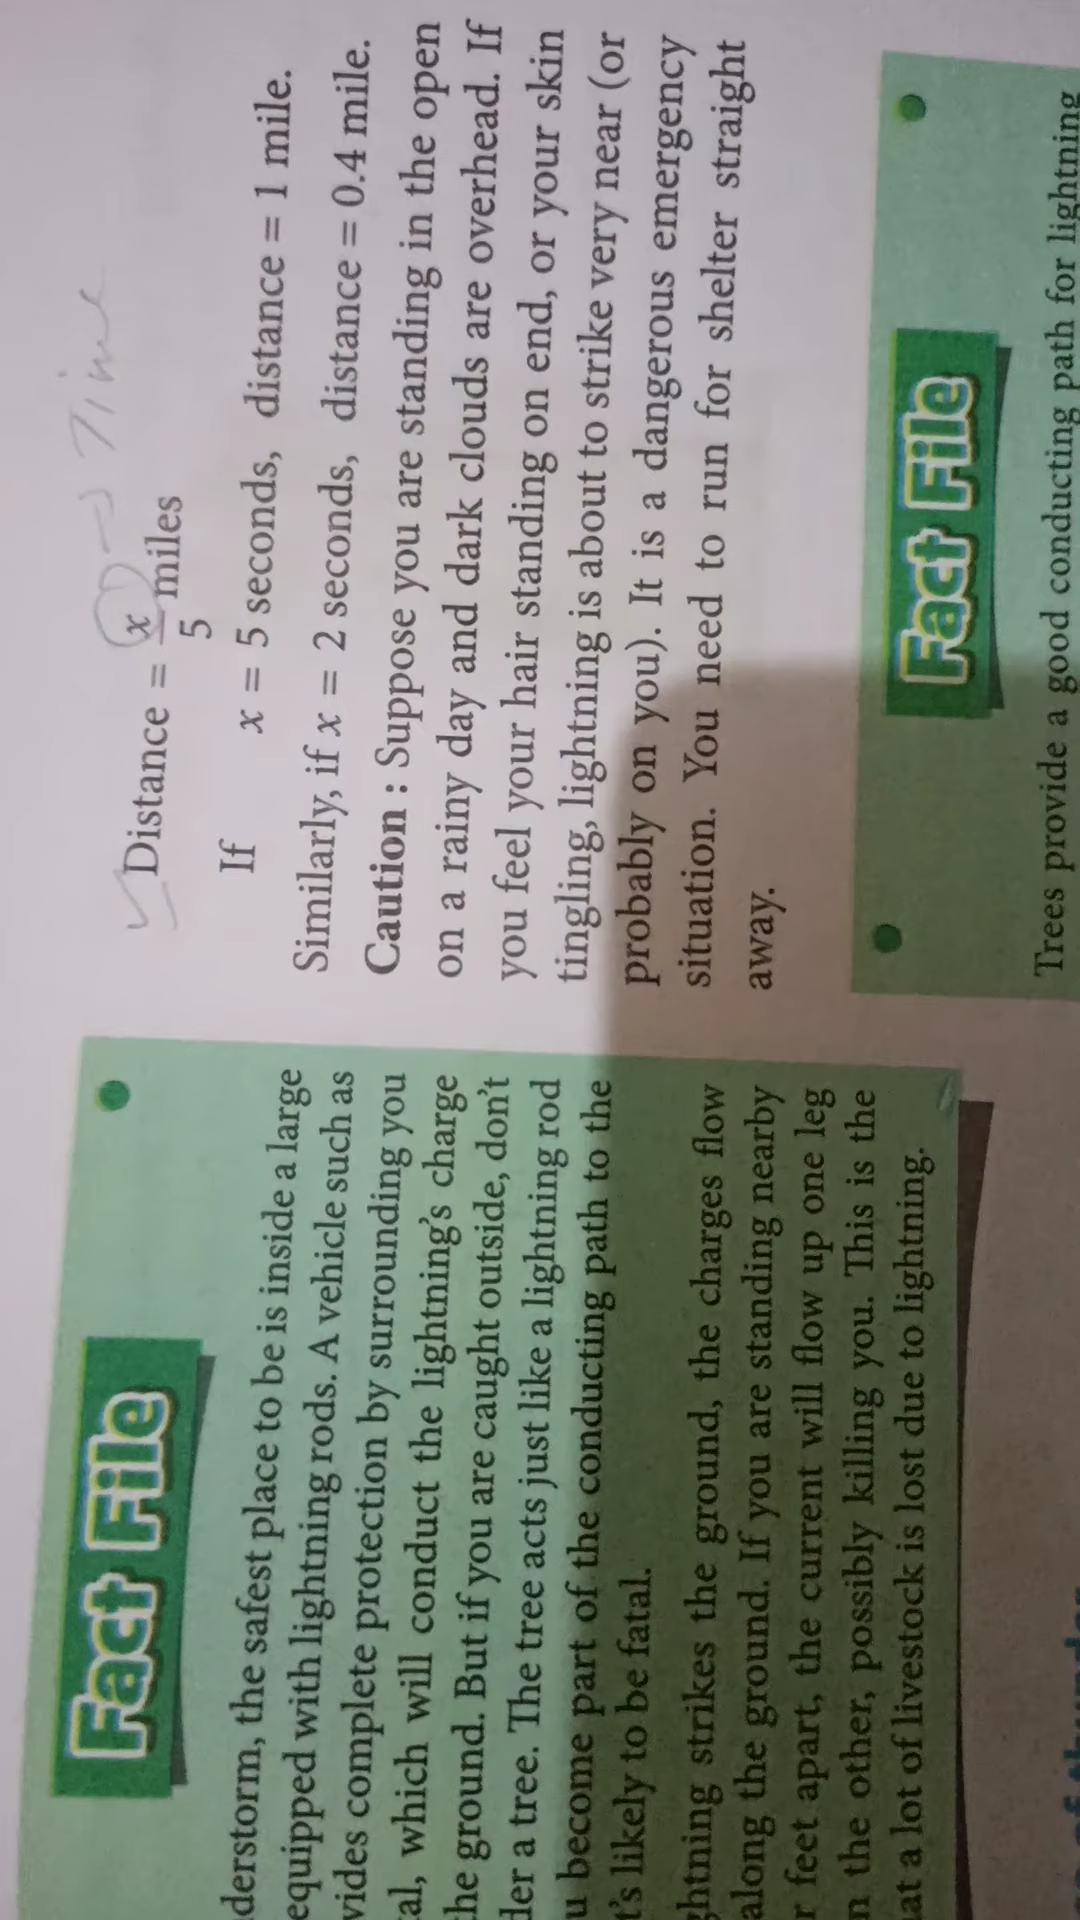 Fact File
derstorm, the safest place to be is inside a large
equipped with lightning rods. A vehicle such as
vides complete protection by surrounding you
al, which will conduct the lightning's charge
he ground. But if you are caught outside, don't
der a tree. The tree acts just like a lightning rod
u become part of the conducting path to the
t's likely to be fatal.
ghtning strikes the ground, the charges flow
along the ground. If you are standing nearby
r feet apart, the current will flow up one leg
n the other, possibly killing you. This is the
at a lot of livestock is lost due to lightning.
Time
Distance = x/5 miles
If x = 5 seconds, distance = 1 mile.
Similarly, if x = 2 seconds, distance = 0.4 mile.
Caution : Suppose you are standing in the open
on a rainy day and dark clouds are overhead. If
you feel your hair standing on end, or your skin
tingling, lightning is about to strike very near (or
probably on you). It is a dangerous emergency
situation. You need to run for shelter straight
away.
Fact File
Trees provide a good conducting path for lightning